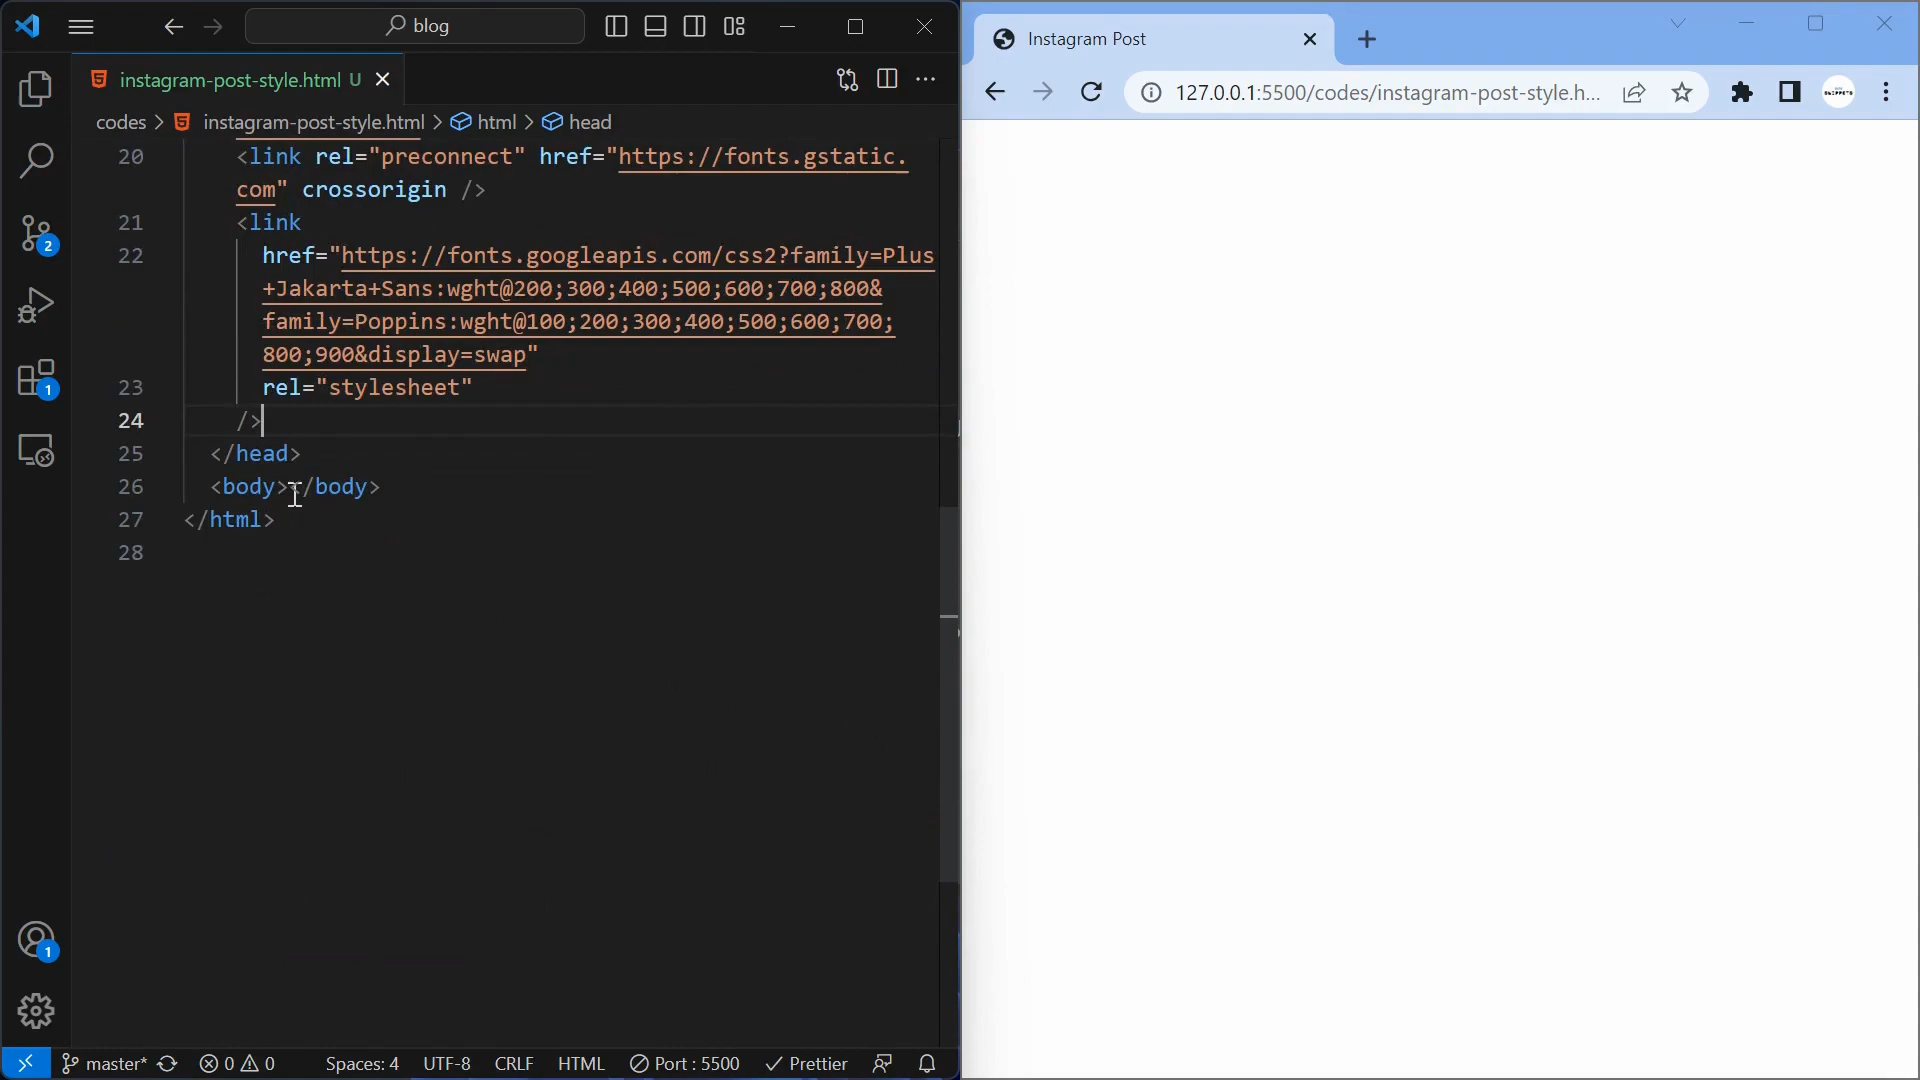 blog
Instagram Post
instagram-post-style.html U
127.0.0.1:5500/codes/instagram-post-style.h...
codes > instagram-post-style.html > html > head
20 <link rel="preconnect" href="https://fonts.gstatic.
com" crossorigin />
21 <link
22 href="https://fonts.googleapis.com/css2?family=Plus
+Jakarta+Sans:wght@200;300;400;500;600;700;800&
family=Poppins:wght@100;200;300;400;500;600;700;
800;900&display=swap"
23 rel="stylesheet"
24 />
25 </head>
26 <body></body>
27 </html>
28
2
1
1
master* 0 0 Spaces: 4 UTF-8 CRLF HTML Port : 5500 Prettier